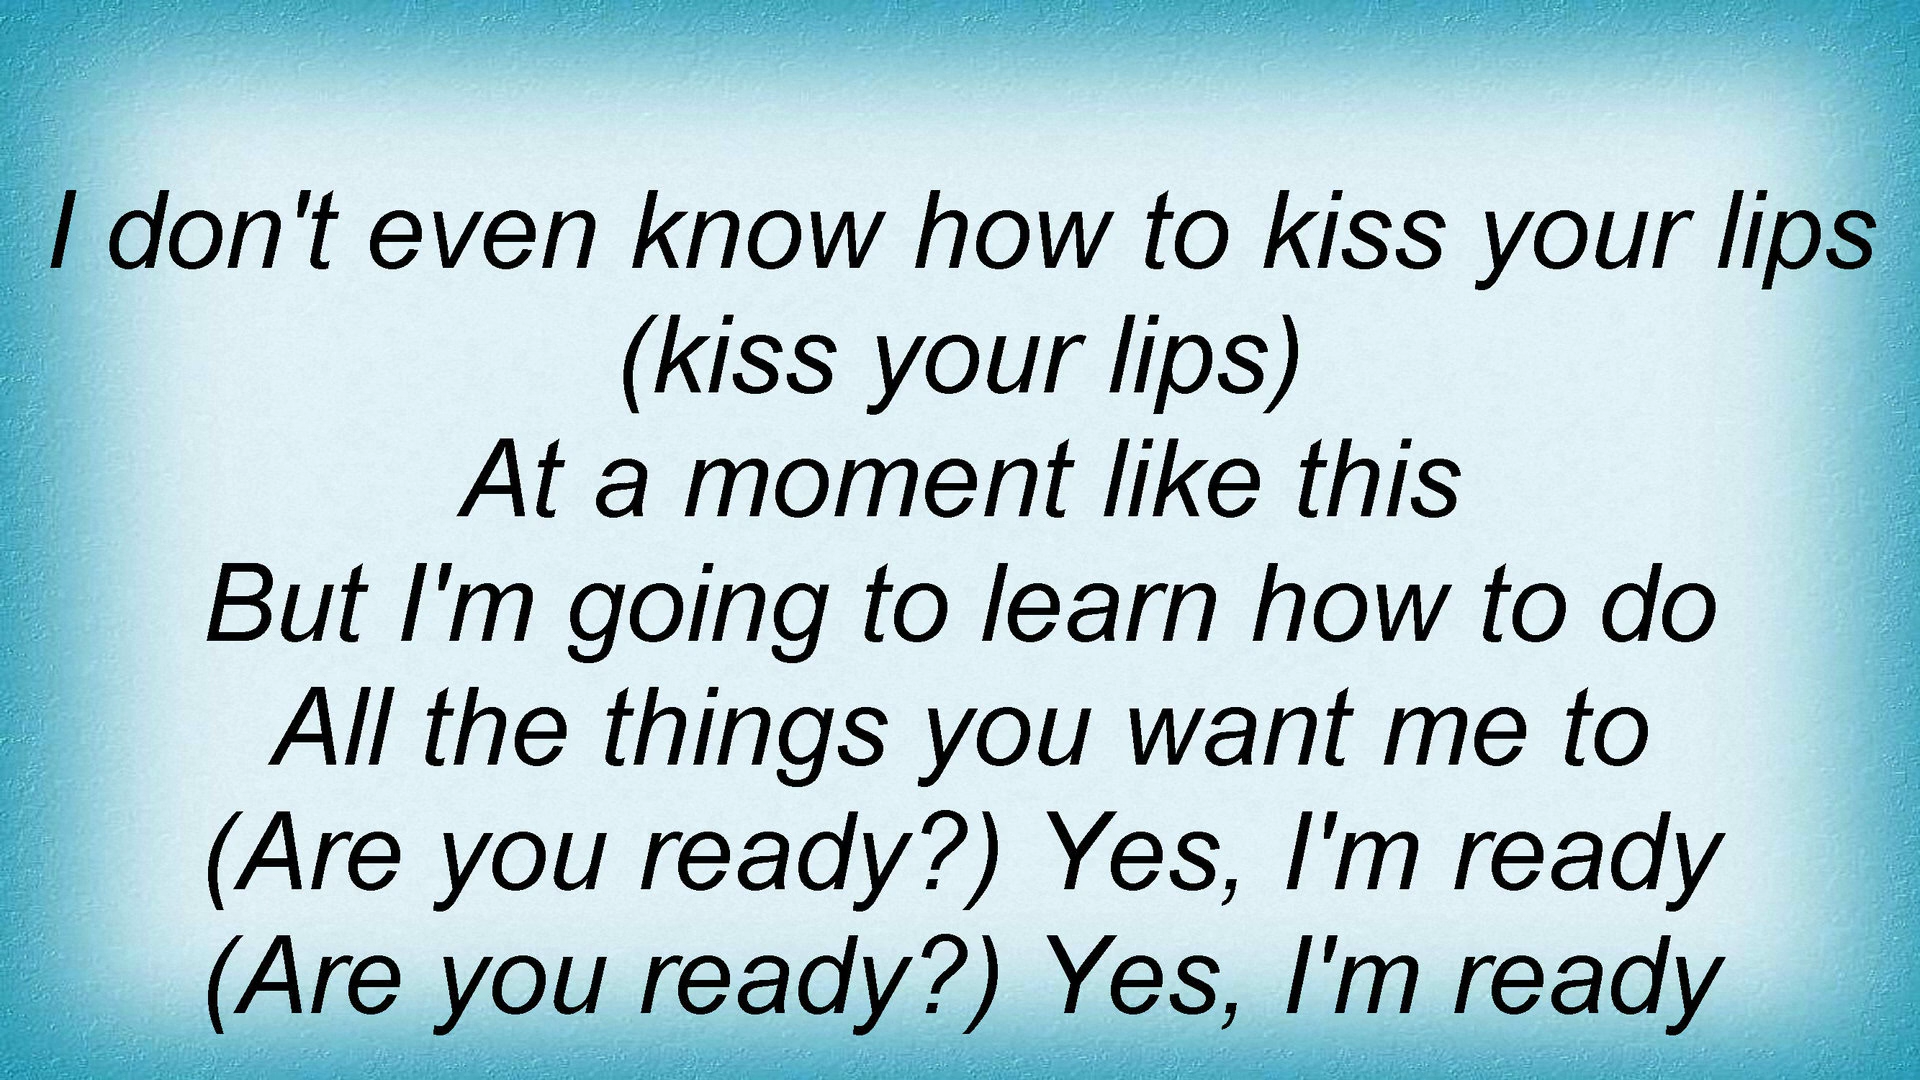 I don't even know how to kiss your lips
(kiss your lips)
At a moment like this
But I'm going to learn how to do
All the things you want me to
(Are you ready?) Yes, I'm ready
(Are you ready?) Yes, I'm ready